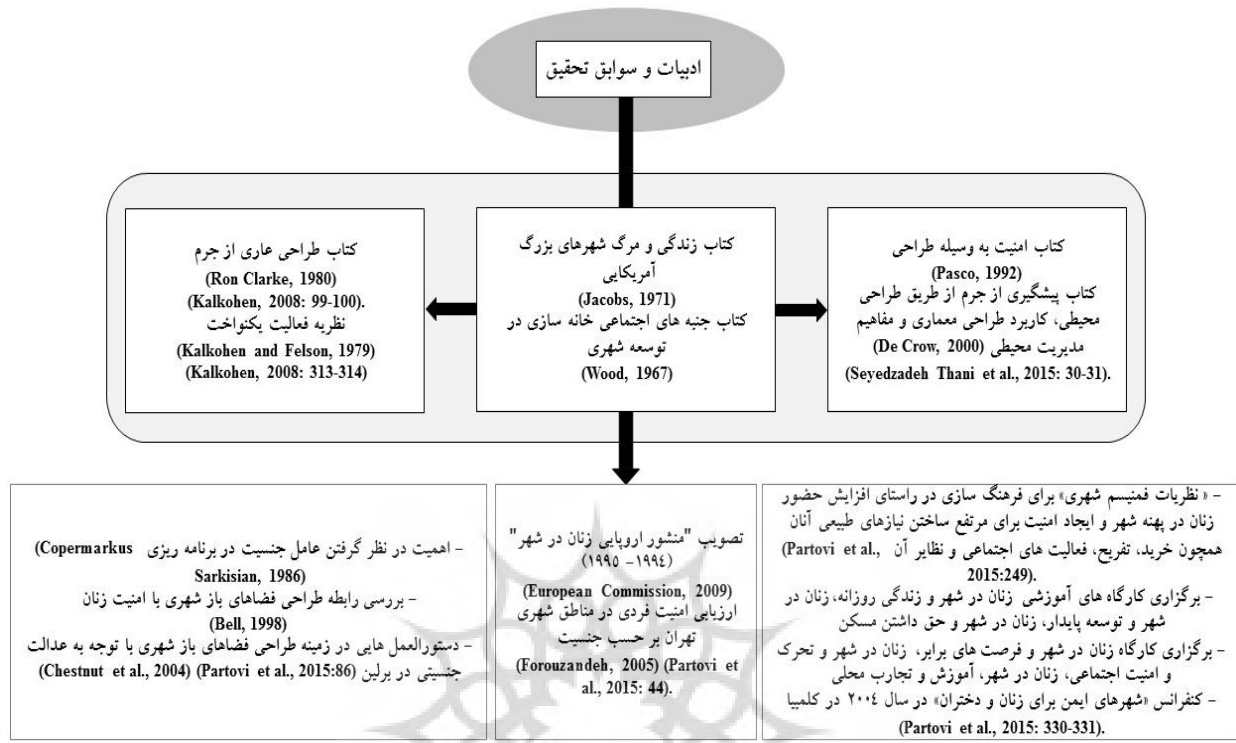 ادبیات و سوابق تحقیق
کتاب امنیت به وسیله طراحی
(Pasco, 1992)
کتاب پیشگیری از جرم از طریق طراحی
محیطی، کاربرد طراحی معماری و مفاهیم
مدیریت محیطی (De Crow, 2000)
(Seyedzadeh Thani et al., 2015: 30-31).
کتاب زندگی و مرگ شهرهای بزرگ
آمریکایی
(Jacobs, 1971)
کتاب جنبه های اجتماعی خانه سازی در
توسعه شهری
(Wood, 1967)
کتاب طراحی عاری از جرم
(Ron Clarke, 1980)
(Kalkohen, 2008: 99-100).
نظریه فعالیت یکنواخت
(Kalkohen and Felson, 1979)
(Kalkohen, 2008: 313-314)
- « نظریات فمنیسم شهری» برای فرهنگ سازی در راستای افزایش حضور
زنان در پهنه شهر و ایجاد امنیت برای مرتفع ساختن نیازهای طبیعی آنان
همچون خرید، تفریح، فعالیت های اجتماعی و نظایر آن (Partovi et al.,
2015:249).
- برگزاری کارگاه های آموزشی زنان در شهر و زندگی روزانه، زنان در
شهر و توسعه پایدار، زنان در شهر و حق داشتن مسکن
- برگزاری کارگاه زنان در شهر و فرصت های برابر، زنان در شهر و تحرک
و امنیت اجتماعی، زنان در شهر، آموزش و تجارب محلی
- کنفرانس «شهرهای ایمن برای زنان و دختران» در سال ٢٠٠٤ در کلمبیا
(Partovi et al., 2015: 330-331).
تصویب "منشور اروپایی زنان در شهر"
(١٩٩٤- ١٩٩٥)
(European Commission, 2009)
ارزیابی امنیت فردی در مناطق شهری
تهران بر حسب جنسیت
(Forouzandeh, 2005) (Partovi et
al., 2015: 44).
- اهمیت در نظر گرفتن عامل جنسیت در برنامه ریزی (Copermarkus
Sarkisian, 1986)
- بررسی رابطه طراحی فضاهای باز شهری با امنیت زنان
(Bell, 1998)
- دستورالعمل هایی در زمینه طراحی فضاهای باز شهری با توجه به عدالت
جنسیتی در برلین (Chestnut et al., 2004) (Partovi et al., 2015:86)